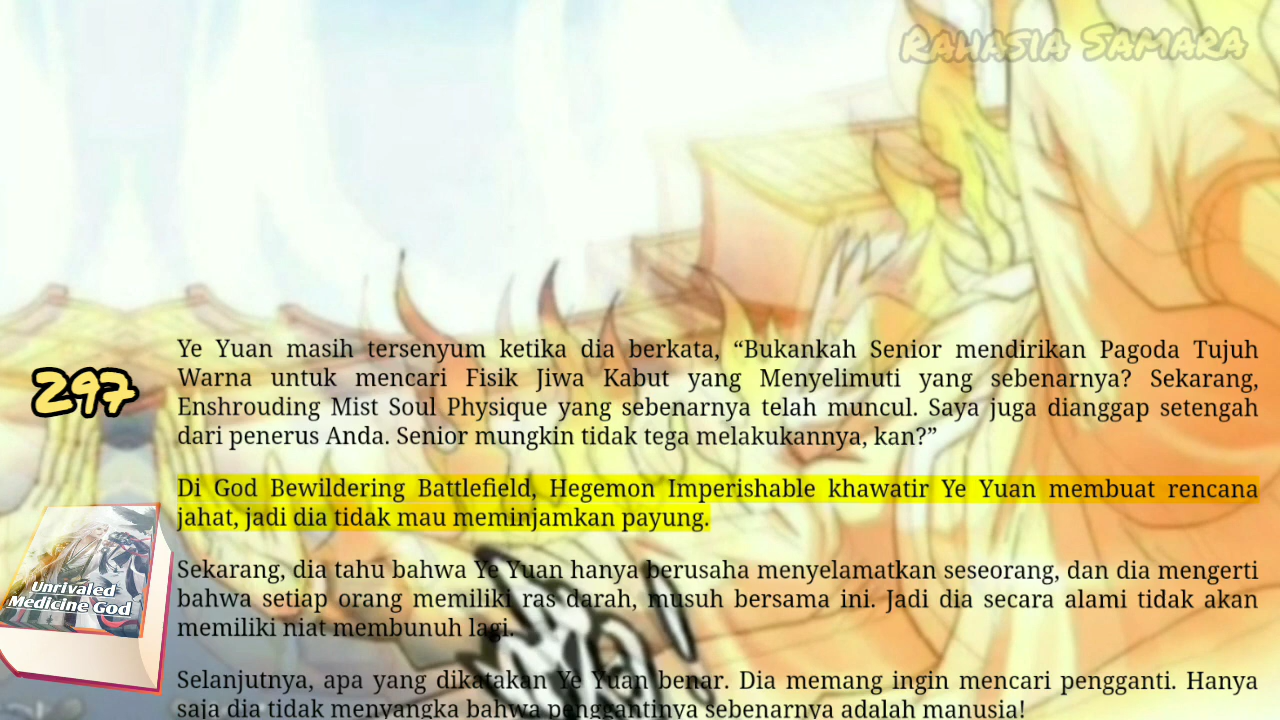 Rahasia Samara
Ye Yuan masih tersenyum ketika dia berkata, “Bukankah Senior mendirikan Pagoda Tujuh
Warna untuk mencari Fisik Jiwa Kabut yang Menyelimuti yang sebenarnya? Sekarang,
Enshrouding Mist Soul Physique yang sebenarnya telah muncul. Saya juga dianggap setengah
dari penerus Anda. Senior mungkin tidak tega melakukannya, kan?”
297
Di God Bewildering Battlefield, Hegemon Imperishable khawatir Ye Yuan membuat rencana
jahat, jadi dia tidak mau meminjamkan payung.
Sekarang, dia tahu bahwa Ye Yuan hanya berusaha menyelamatkan seseorang, dan dia mengerti
bahwa setiap orang memiliki ras darah, musuh bersama ini. Jadi dia secara alami tidak akan
memiliki niat membunuh lagi.
Unrivaled
Medicine God
Selanjutnya, apa yang dikatakan Ye Yuan benar. Dia memang ingin mencari pengganti. Hanya
saja dia tidak menyangka bahwa penggantinya sebenarnya adalah manusia!